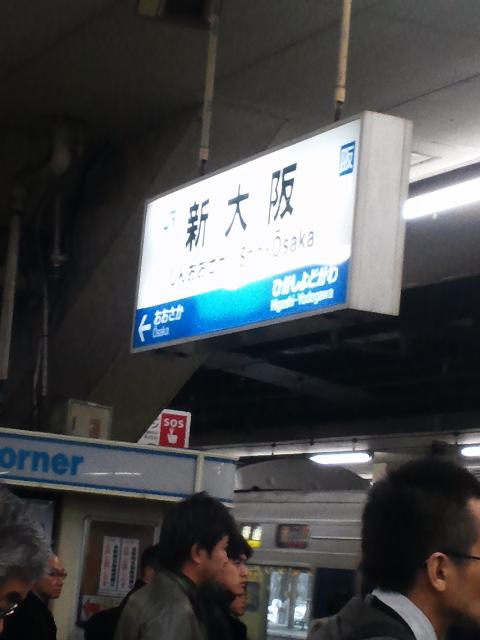 阪
新大阪
しんおおさか Shin-Ōsaka
ひがしよどがわ
Higashi-Yodogawa
おおさか
Ōsaka
SOS
orner